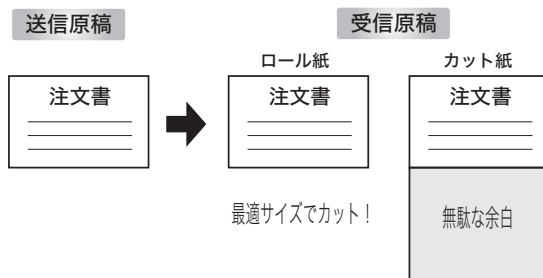 送信原稿
受信原稿
ロール紙
カット紙
注文書
注文書
注文書
最適サイズでカット！
無駄な余白